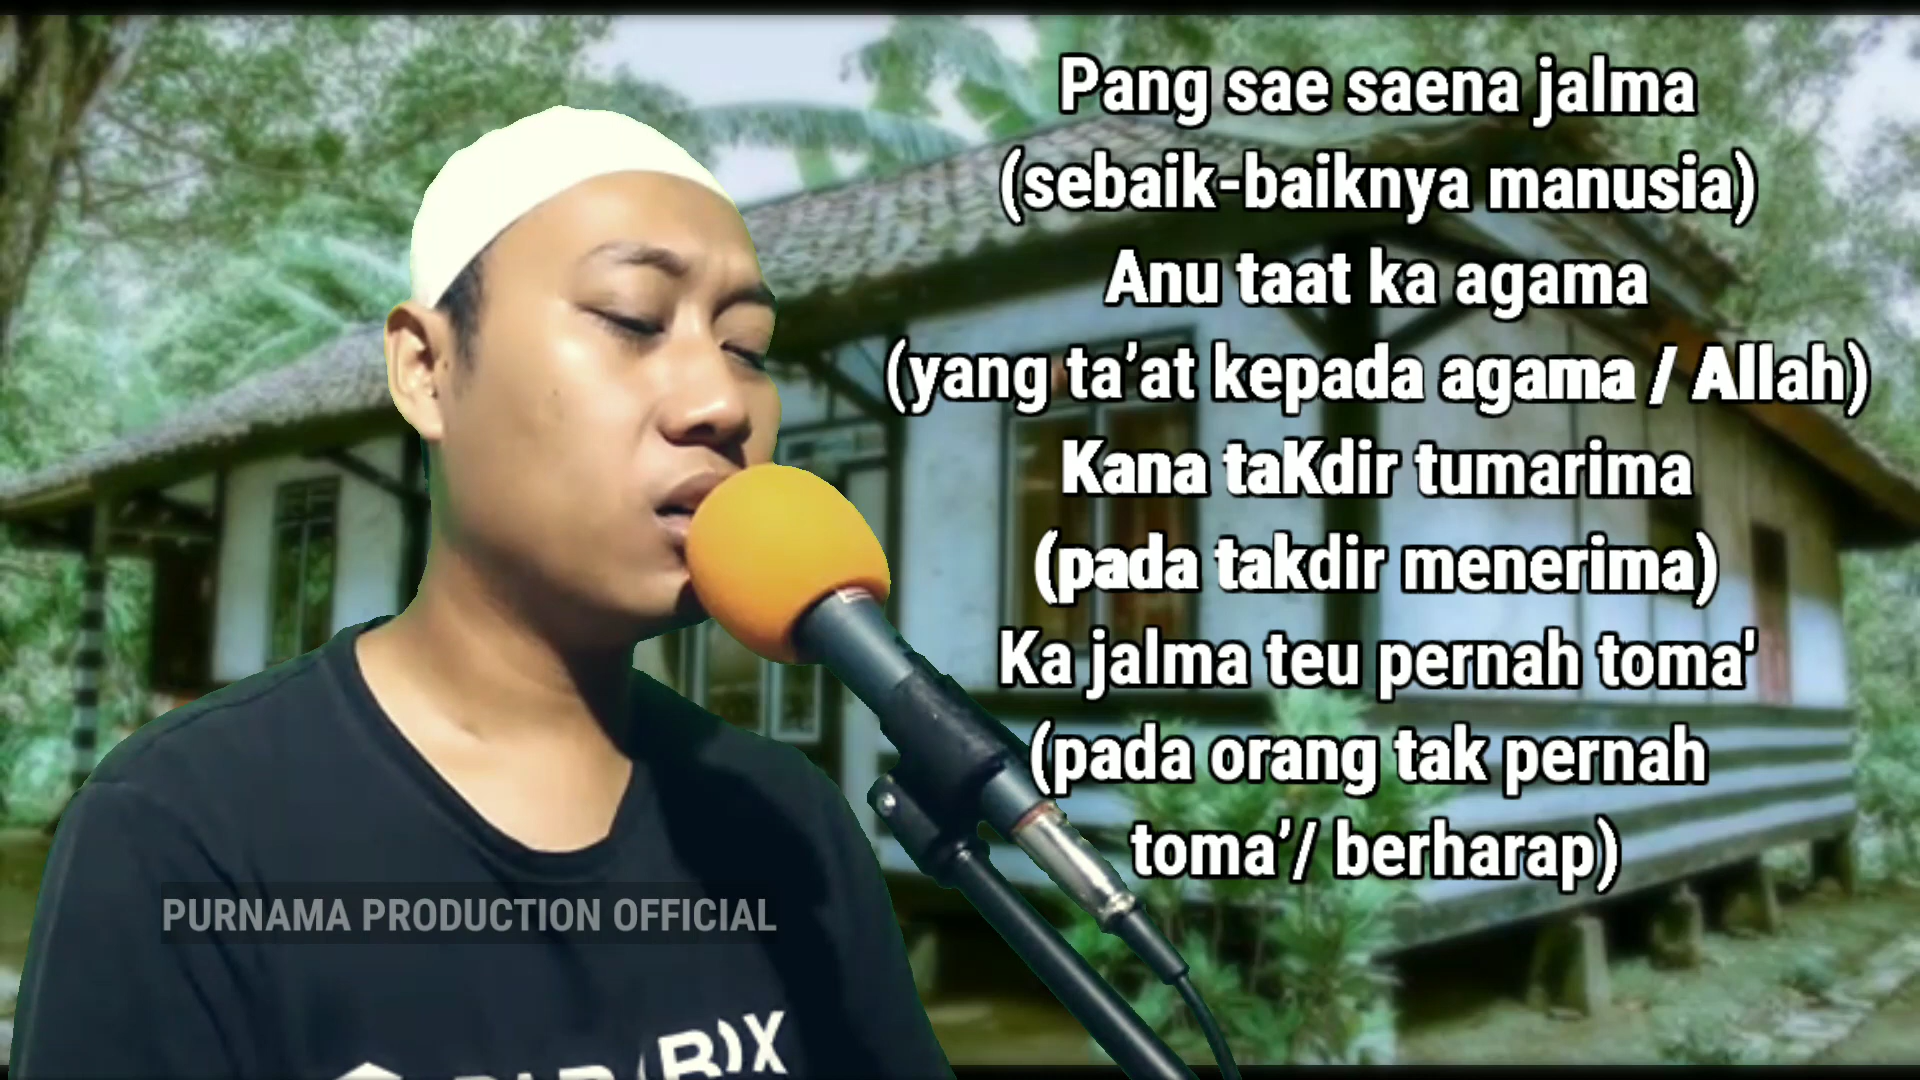 Pang sae saena jalma
(sebaik-baiknya manusia)
Anu taat ka agama
(yang ta’at kepada agama / Allah)
Kana taKdir tumarima
(pada takdir menerima)
Ka jalma teu pernah toma'
(pada orang tak pernah
toma’/ berharap)
PURNAMA PRODUCTION OFFICIAL